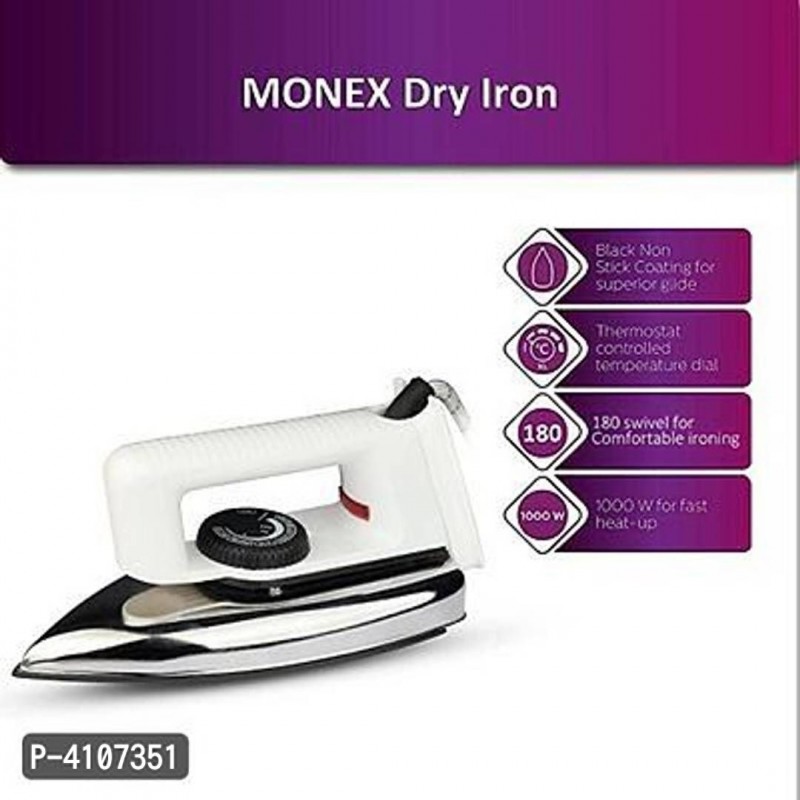 MONEX Dry Iron
Black Non
Stick Coating for
superior glide
°C
Thermostat
controlled
temperature dial
180
180 swivel for
Comfortable ironing
1000 W
1000 W for fast
heat-up
P-4107351